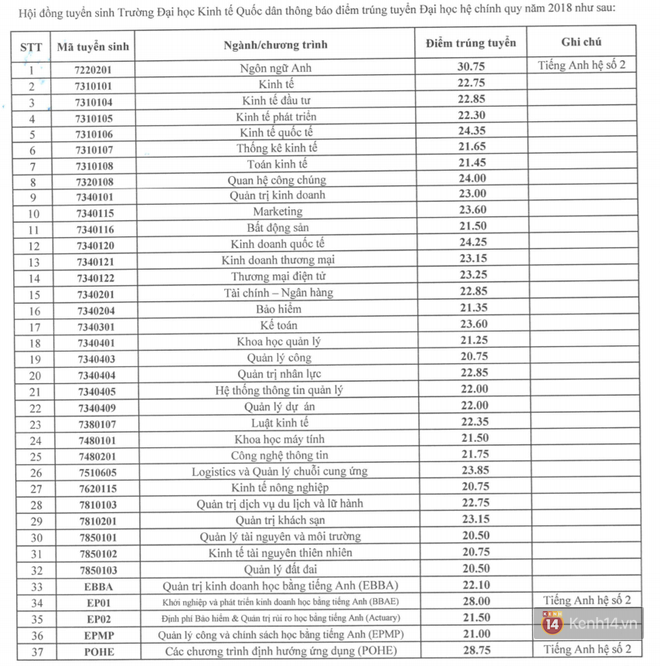 Hội đồng tuyển sinh Trường Đại học Kinh tế Quốc dân thông báo điểm trúng tuyển Đại học hệ chính quy năm 2018 như sau:
STT Mã tuyển sinh Ngành/chương trình Điểm trúng tuyển Ghi chú
1 7220201 Ngôn ngữ Anh 30.75 Tiếng Anh hệ số 2
2 7310101 Kinh tế 22.75
3 7310104 Kinh tế đầu tư 22.85
4 7310105 Kinh tế phát triển 22.30
5 7310106 Kinh tế quốc tế 24.35
6 7310107 Thống kê kinh tế 21.65
7 7310108 Toán kinh tế 21.45
8 7320108 Quan hệ công chúng 24.00
9 7340101 Quản trị kinh doanh 23.00
10 7340115 Marketing 23.60
11 7340116 Bất động sản 21.50
12 7340120 Kinh doanh quốc tế 24.25
13 7340121 Kinh doanh thương mại 23.15
14 7340122 Thương mại điện tử 23.25
15 7340201 Tài chính – Ngân hàng 22.85
16 7340204 Bảo hiểm 21.35
17 7340301 Kế toán 23.60
18 7340401 Khoa học quản lý 21.25
19 7340403 Quản lý công 20.75
20 7340404 Quản trị nhân lực 22.85
21 7340405 Hệ thống thông tin quản lý 22.00
22 7340409 Quản lý dự án 22.00
23 7380107 Luật kinh tế 22.35
24 7480101 Khoa học máy tính 21.50
25 7480201 Công nghệ thông tin 21.75
26 7510605 Logistics và Quản lý chuỗi cung ứng 23.85
27 7620115 Kinh tế nông nghiệp 20.75
28 7810103 Quản trị dịch vụ du lịch và lữ hành 22.75
29 7810201 Quản trị khách sạn 23.15
30 7850101 Quản lý tài nguyên và môi trường 20.50
31 7850102 Kinh tế tài nguyên thiên nhiên 20.75
32 7850103 Quản lý đất đai 20.50
33 EBBA Quản trị kinh doanh học bằng tiếng Anh (EBBA) 22.10
34 EP01 Khởi nghiệp và phát triển kinh doanh học bằng tiếng Anh (BBAE) 28.00 Tiếng Anh hệ số 2
35 EP02 Định phí Bảo hiểm & Quản trị rủi ro học bằng tiếng Anh (Actuary) 21.50
36 EPMP Quản lý công và chính sách học bằng tiếng Anh (EPMP) 21.00
37 POHE Các chương trình định hướng ứng dụng (POHE) 28.75 Tiếng Anh hệ số 2
14 Kenh14.vn